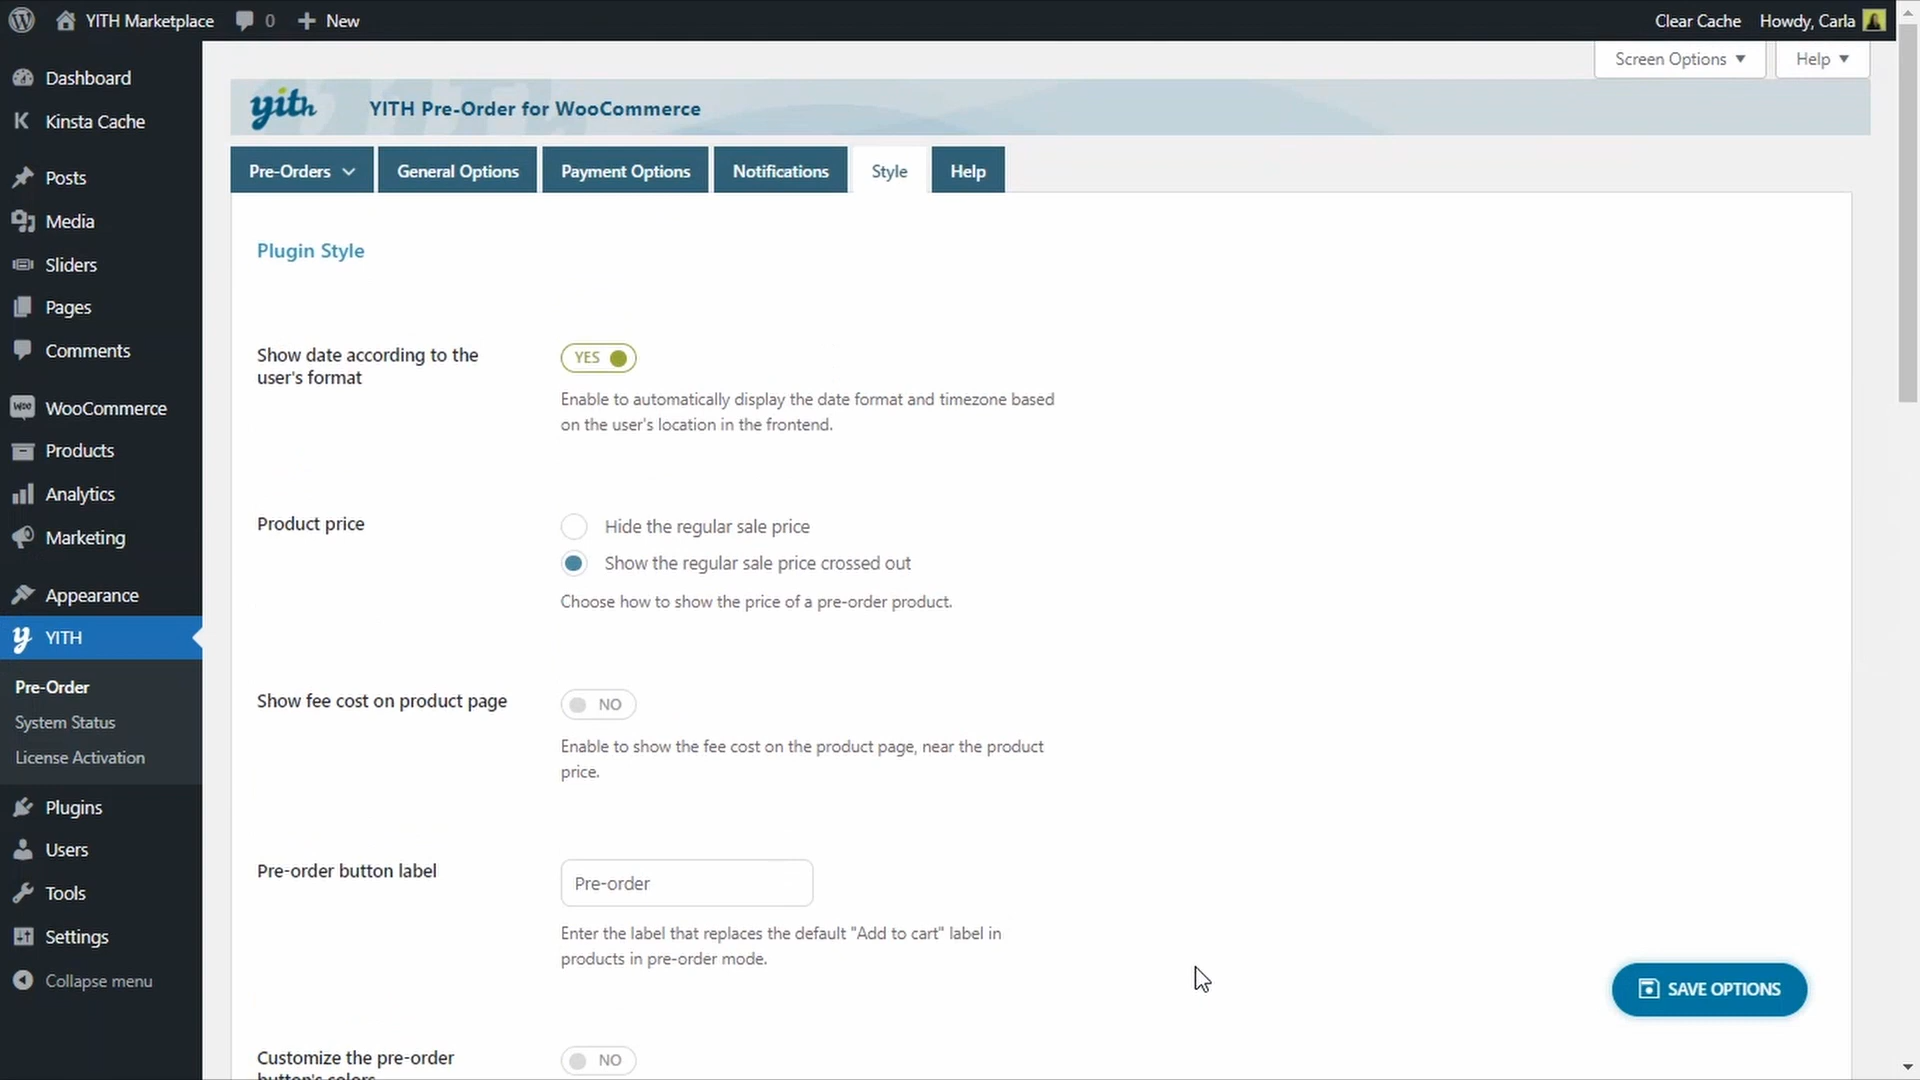 YITH Marketplace
0
New
Clear Cache
Howdy, Carla
Screen Options
Help
Dashboard
Kinsta Cache
Posts
Media
Sliders
Pages
Comments
WooCommerce
Products
Analytics
Marketing
Appearance
YITH
Pre-Order
System Status
License Activation
Plugins
Users
Tools
Settings
Collapse menu
yith
YITH Pre-Order for WooCommerce
Pre-Orders
General Options
Payment Options
Notifications
Style
Help
Plugin Style
Show date according to the
user's format
YES
Enable to automatically display the date format and timezone based
on the user's location in the frontend.
Product price
Hide the regular sale price
Show the regular sale price crossed out
Choose how to show the price of a pre-order product.
Show fee cost on product page
NO
Enable to show the fee cost on the product page, near the product
price.
Pre-order button label
Pre-order
Enter the label that replaces the default "Add to cart" label in
products in pre-order mode.
SAVE OPTIONS
Customize the pre-order
button's colors
NO